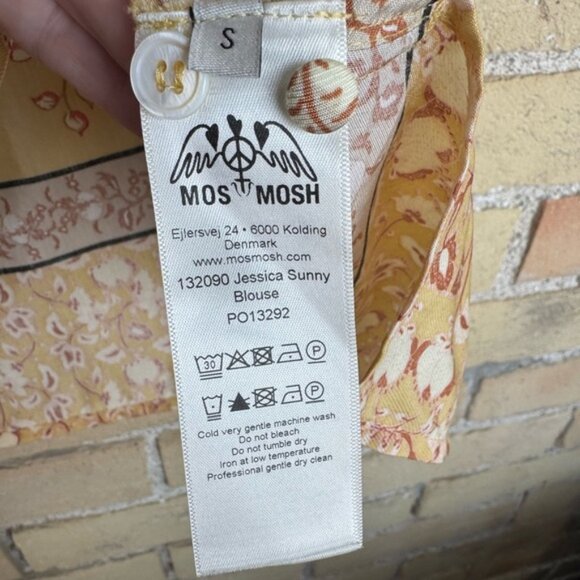 S
MOS MOSH
Ejlersvej 24 • 6000 Kolding
Denmark
www.mosmosh.com
132090 Jessica Sunny
Blouse
PO13292
30 P
P
Cold very gentle machine wash
Do not bleach
Do not tumble dry
Iron at low temperature
Professional gentle dry clean